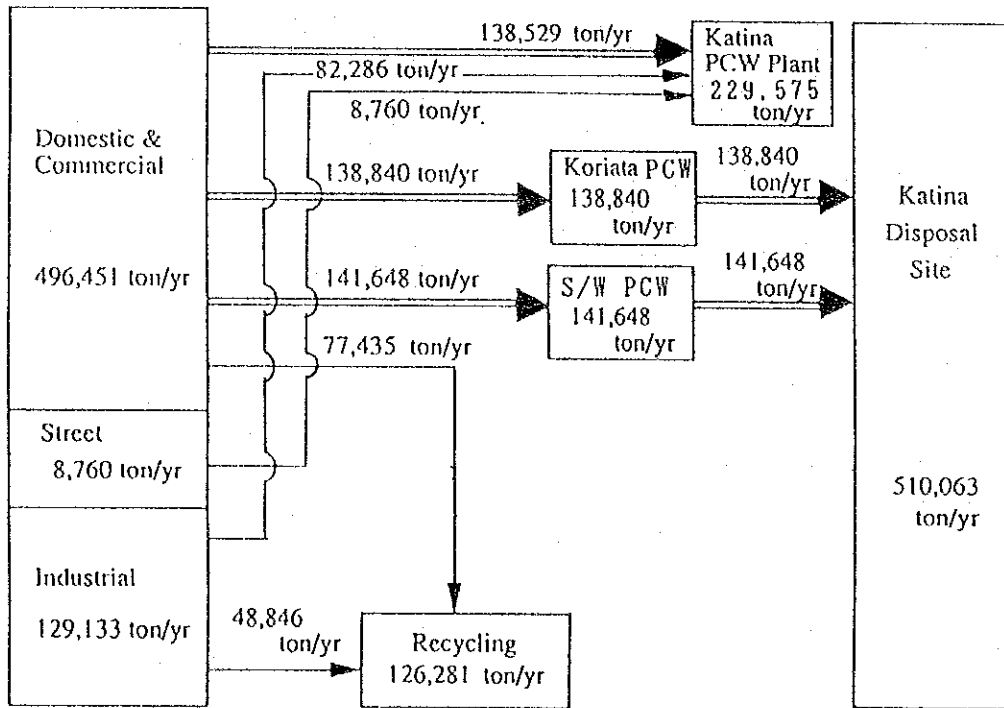 Domestic &
Commercial
496,451 ton/yr
Street
8,760 ton/yr
Industrial
129,133 ton/yr
138,529 ton/yr
82,286 ton/yr
8,760 ton/yr
138,840 ton/yr
141,648 ton/yr
77,435 ton/yr
48,846
ton/yr
Katina
PCW Plant
229,575
ton/yr
Koriata PCW
138,840
ton/yr
S/W PCW
141,648
ton/yr
Recycling
126,281 ton/yr
138,840
ton/yr
141,648
ton/yr
Katina
Disposal
Site
510,063
ton/yr